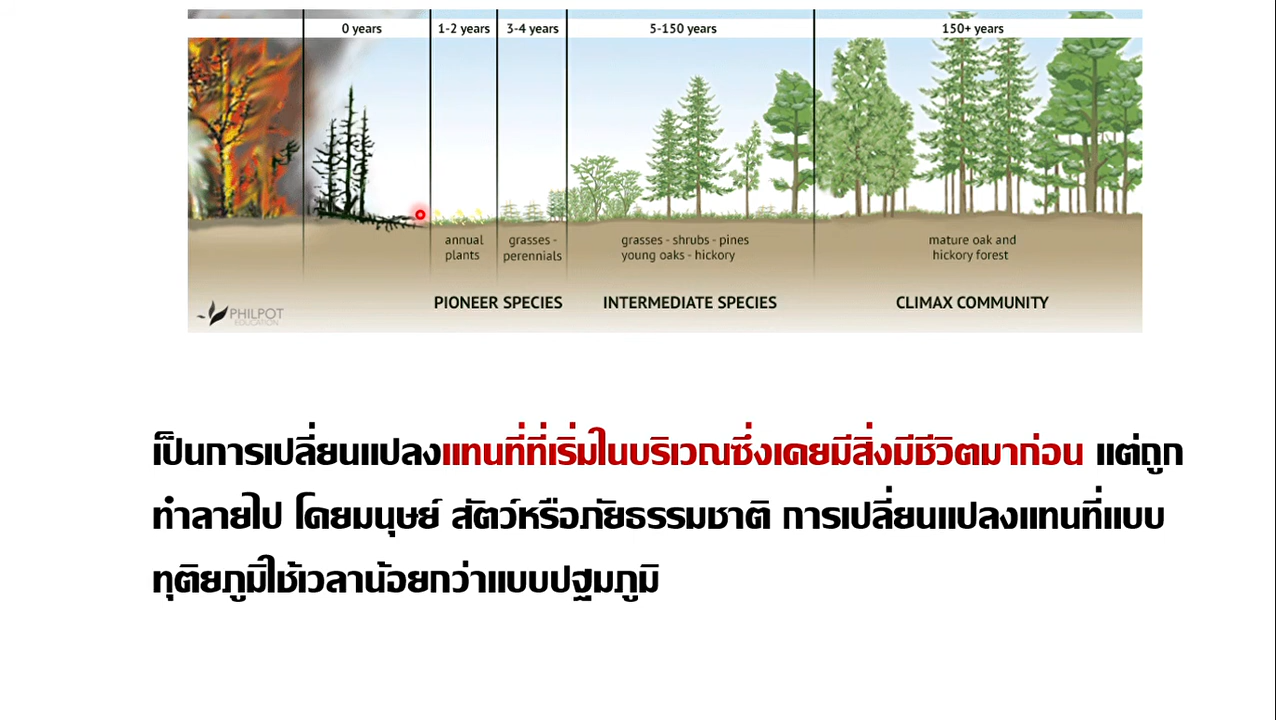 0 years 1-2 years 3-4 years 5-150 years 150+ years
annual plants
grasses - perennials
grasses - shrubs - pines
young oaks - hickory
mature oak and
hickory forest
PIONEER SPECIES INTERMEDIATE SPECIES CLIMAX COMMUNITY
PHILPOT
EDUCATION
เป็นการเปลี่ยนแปลงแทนที่ที่เริ่มในบริเวณซึ่งเคยมีสิ่งมีชีวิตมาก่อน แต่ถูก
ทำลายไป โดยมนุษย์ สัตว์หรือภัยธรรมชาติ การเปลี่ยนแปลงแทนที่แบบ
ทุติยภูมิใช้เวลาน้อยกว่าแบบปฐมภูมิ